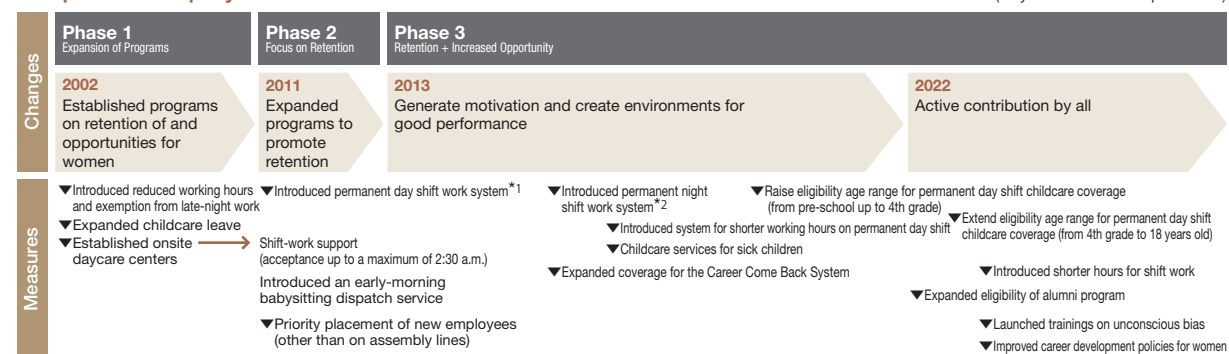 Phase 1
Expansion of Programs
Phase 2
Focus on Retention
Phase 3
Retention + Increased Opportunity
Changes
2002
Established programs
on retention of and
opportunities for
women
2011
Expanded
programs to
promote
retention
2013
Generate motivation and create environments for
good performance
2022
Active contribution by all
Measures
▼Introduced reduced working hours
and exemption from late-night work
▼Expanded childcare leave
▼Established onsite
daycare centers
▼Introduced permanent day shift work system*1
Shift-work support
(acceptance up to a maximum of 2:30 a.m.)
Introduced an early-morning
babysitting dispatch service
▼Priority placement of new employees
(other than on assembly lines)
▼Introduced permanent night
shift work system*2
▼Introduced system for shorter working hours on permanent day shift
▼Childcare services for sick children
▼Expanded coverage for the Career Come Back System
▼Raise eligibility age range for permanent day shift childcare coverage
(from pre-school up to 4th grade)
▼Extend eligibility age range for permanent day shift
childcare coverage (from 4th grade to 18 years old)
▼Introduced shorter hours for shift work
▼Expanded eligibility of alumni program
▼Launched trainings on unconscious bias
▼Improved career development policies for women